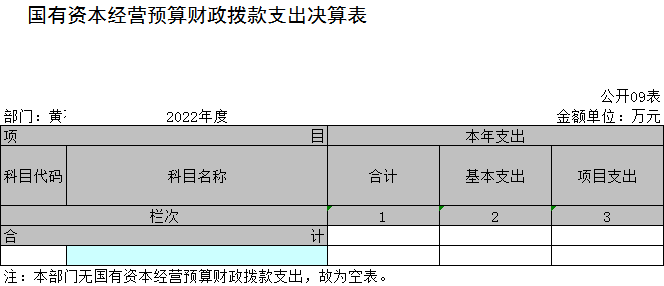 国有资本经营预算财政拨款支出决算表
公开09表
部门：黄 2022年度 金额单位：万元
项 目 本年支出
科目代码 科目名称 合计 基本支出 项目支出
栏次 1 2 3
合 计
注：本部门无国有资本经营预算财政拨款支出，故为空表。